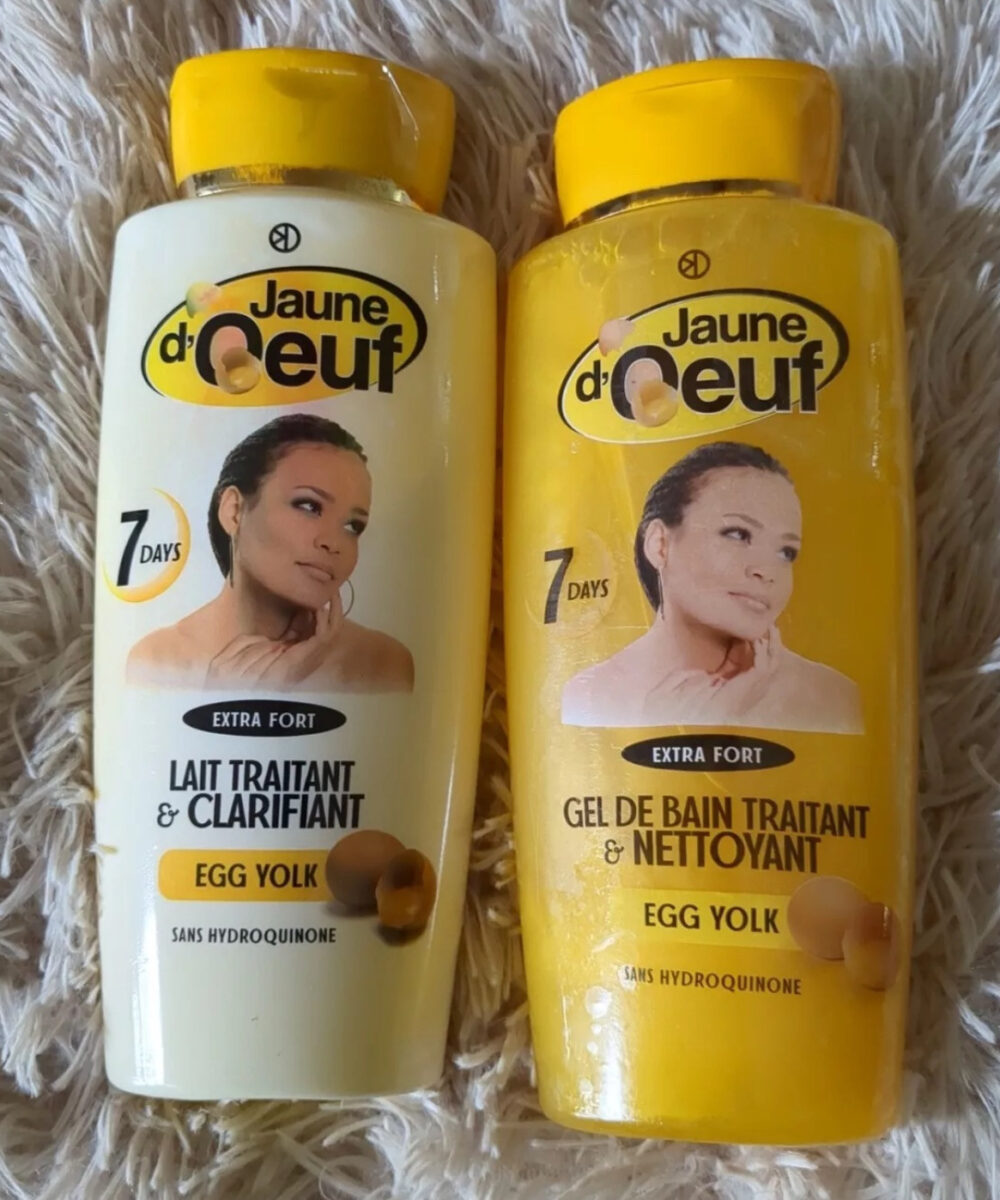 Jaune
d'Oeuf
7 DAYS
EXTRA FORT
LAIT TRAITANT
& CLARIFIANT
EGG YOLK
SANS HYDROQUINONE
Jaune
d'Oeuf
7 DAYS
EXTRA FORT
GEL DE BAIN TRAITANT
& NETTOYANT
EGG YOLK
SANS HYDROQUINONE